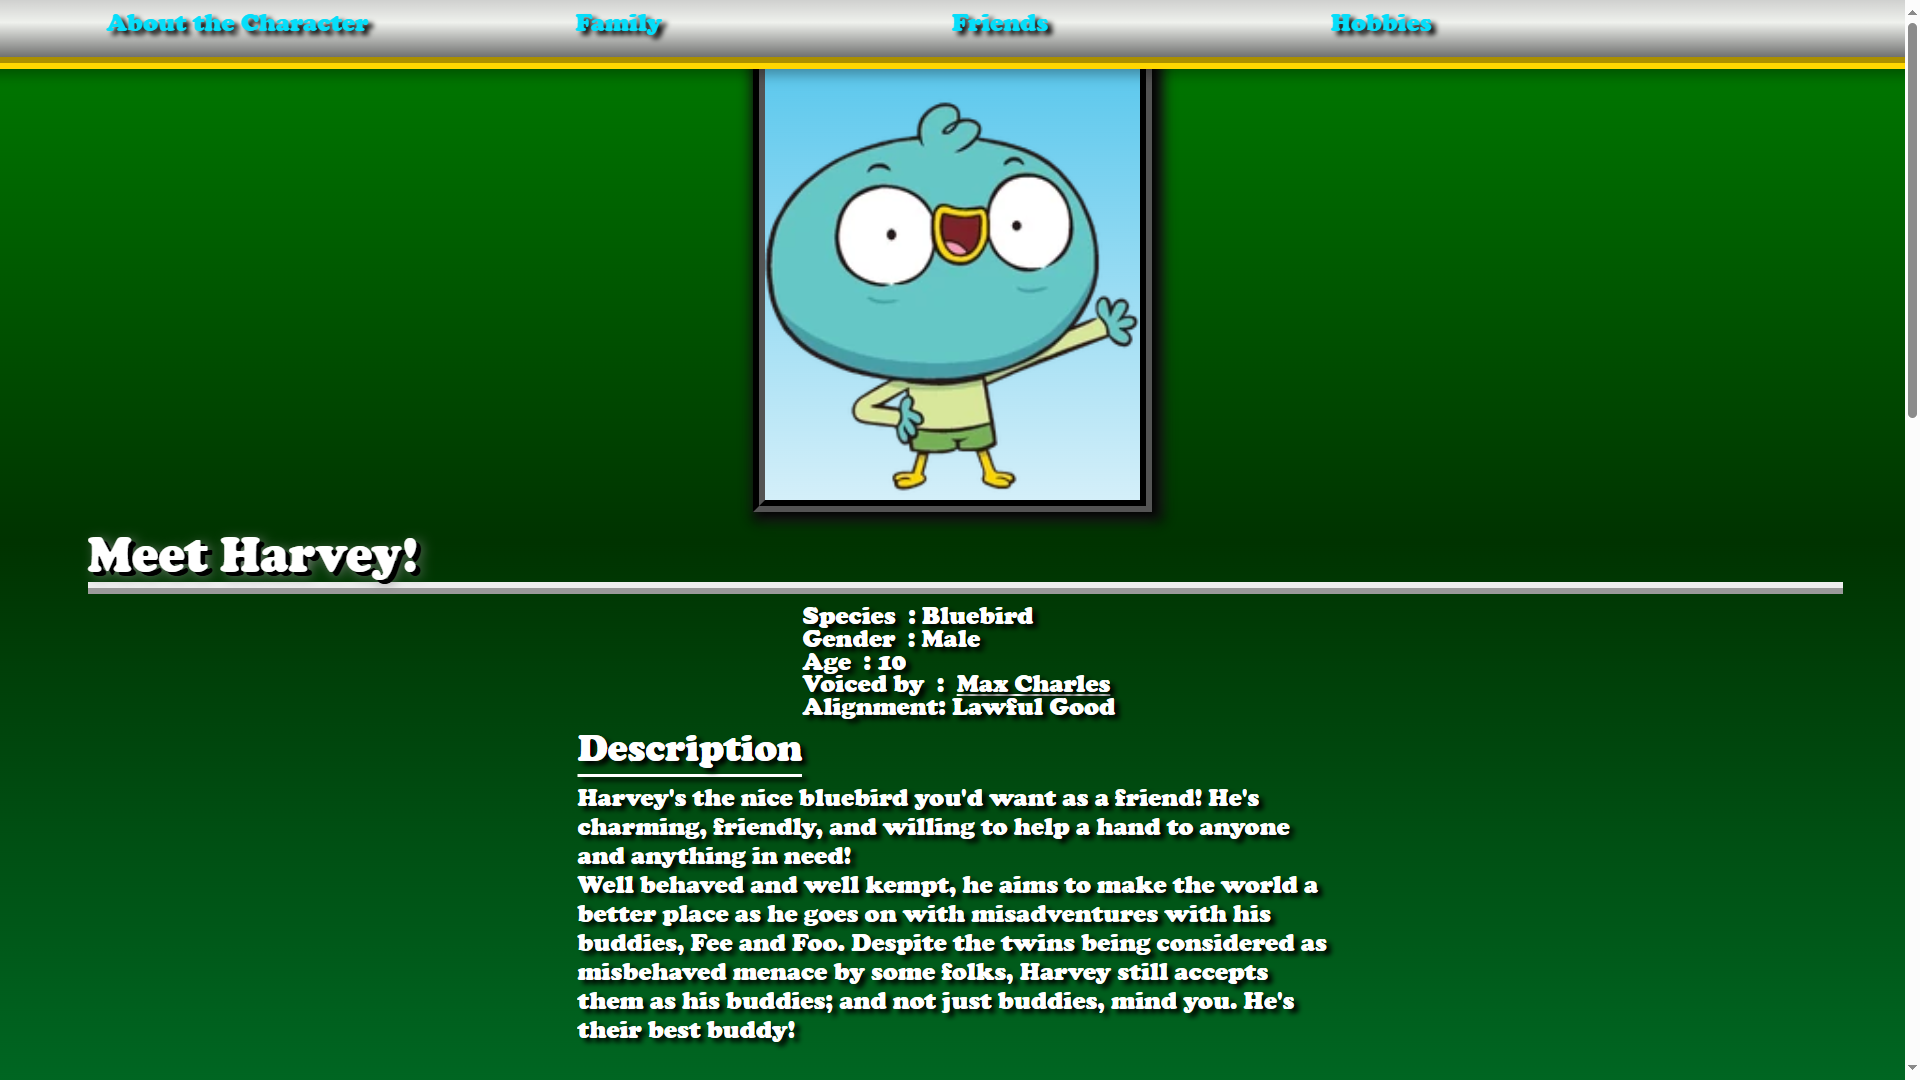 About the Character
Family
Friends
Hobbies
Meet Harvey!
Species : Bluebird
Gender : Male
Age : 10
Voiced by : Max Charles
Alignment: Lawful Good
Description
Harvey's the nice bluebird you'd want as a friend! He's
charming, friendly, and willing to help a hand to anyone
and anything in need!
Well behaved and well kempt, he aims to make the world a
better place as he goes on with misadventures with his
buddies, Fee and Foo. Despite the twins being considered as
misbehaved menace by some folks, Harvey still accepts
them as his buddies; and not just buddies, mind you. He's
their best buddy!